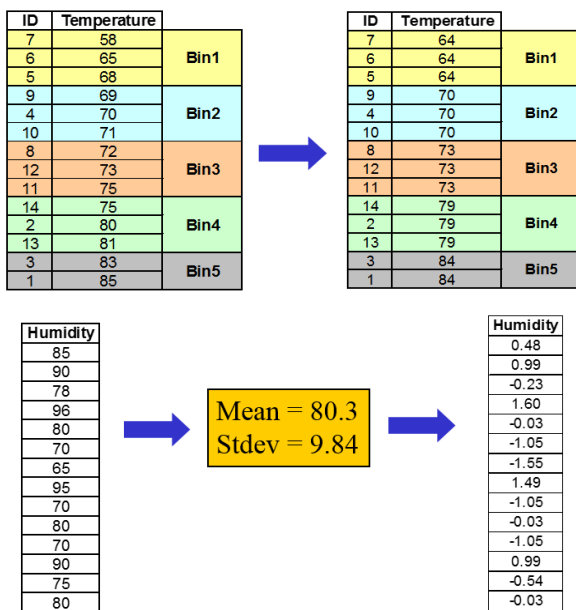 ID Temperature
7 58
6 65 Bin1
5 68
9 69
4 70 Bin2
10 71
8 72
12 73 Bin3
11 75
14 75
2 80 Bin4
13 81
3 83 Bin5
1 85
ID Temperature
7 64
6 64 Bin1
5 64
9 70
4 70 Bin2
10 70
8 73
12 73 Bin3
11 73
14 79
2 79 Bin4
13 79
3 84 Bin5
1 84
Humidity
85
90
78
96
80
70
65
95
70
80
70
90
75
80
Mean = 80.3
Stdev = 9.84
Humidity
0.48
0.99
-0.23
1.60
-0.03
-1.05
-1.55
1.49
-1.05
-0.03
-1.05
0.99
-0.54
-0.03